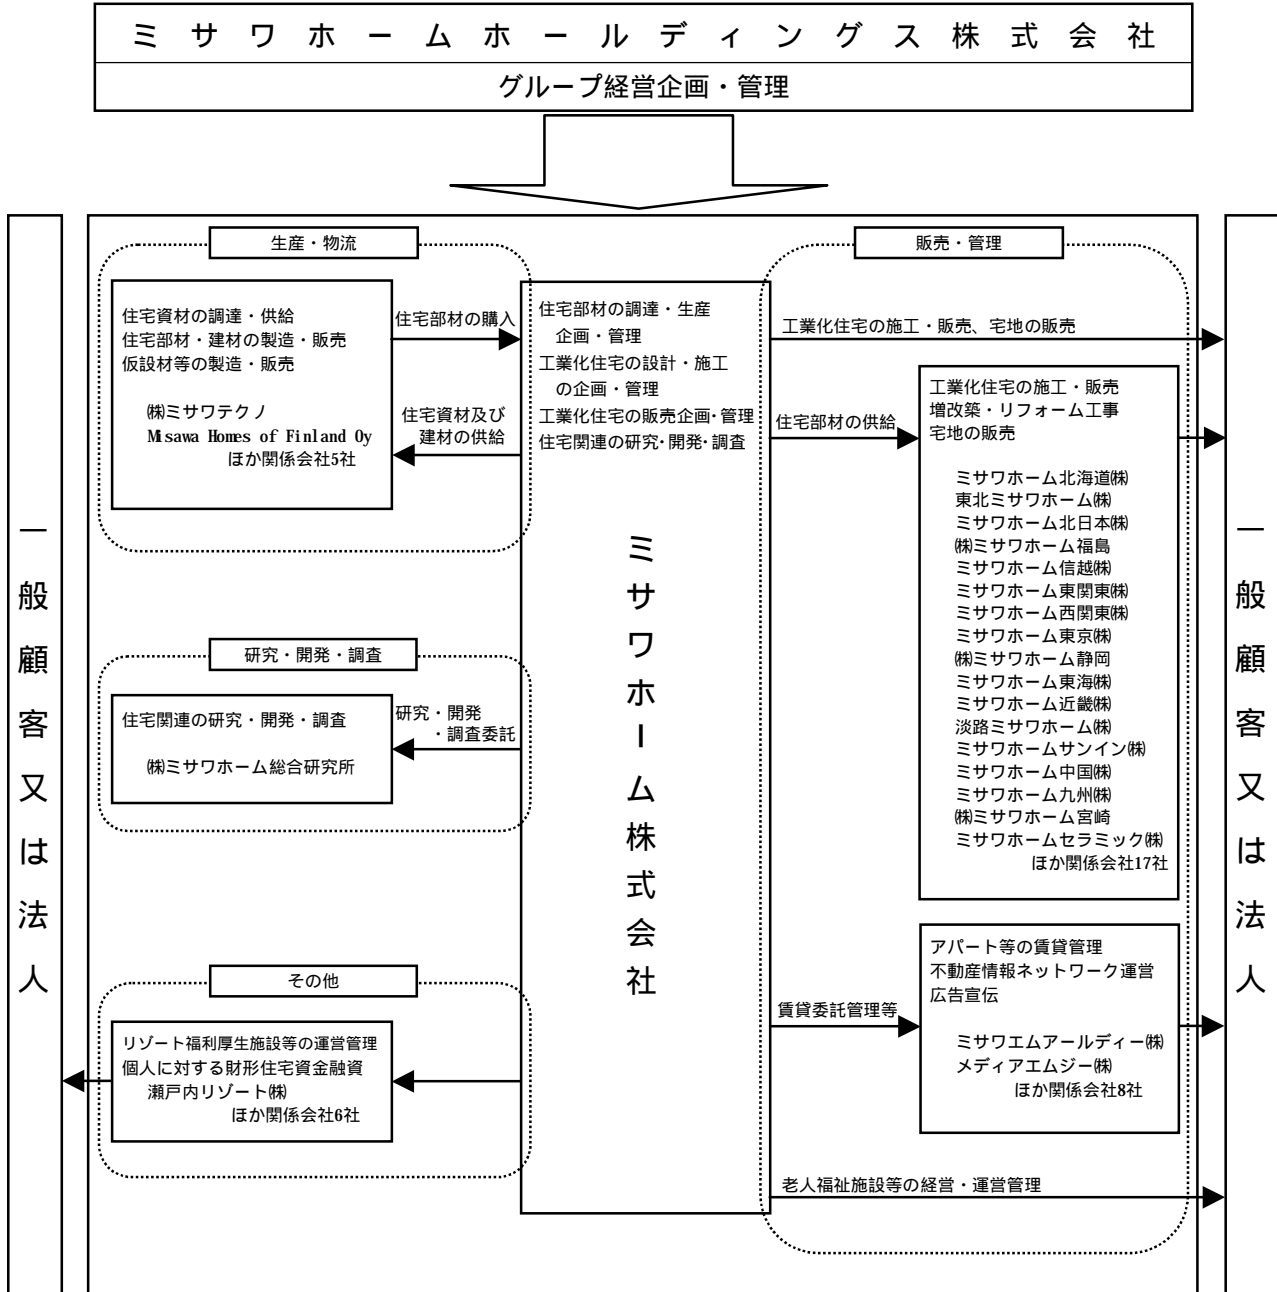 ミサワホームホールディングス株式会社
グループ経営企画・管理
一般顧客又は法人
生産・物流
住宅資材の調達・供給
住宅部材・建材の製造・販売
仮設材等の製造・販売
㈱ミサワテクノ
Misawa Homes of Finland Oy
ほか関係会社5社
住宅部材の購入
住宅資材及び
建材の供給
研究・開発・調査
住宅関連の研究・開発・調査
㈱ミサワホーム総合研究所
研究・開発
・調査委託
その他
リゾート福利厚生施設等の運営管理
個人に対する財形住宅資金融資
瀬戸内リゾート㈱
ほか関係会社6社
住宅部材の調達・生産
企画・管理
工業化住宅の設計・施工
の企画・管理
工業化住宅の販売企画・管理
住宅関連の研究・開発・調査
ミサワホーム株式会社
販売・管理
工業化住宅の施工・販売、宅地の販売
住宅部材の供給
工業化住宅の施工・販売
増改築・リフォーム工事
宅地の販売
ミサワホーム北海道㈱
東北ミサワホーム㈱
ミサワホーム北日本㈱
㈱ミサワホーム福島
ミサワホーム信越㈱
ミサワホーム東関東㈱
ミサワホーム西関東㈱
ミサワホーム東京㈱
㈱ミサワホーム静岡
ミサワホーム東海㈱
ミサワホーム近畿㈱
淡路ミサワホーム㈱
ミサワホームサンイン㈱
ミサワホーム中国㈱
ミサワホーム九州㈱
㈱ミサワホーム宮崎
ミサワホームセラミック㈱
ほか関係会社17社
賃貸委託管理等
アパート等の賃貸管理
不動産情報ネットワーク運営
広告宣伝
ミサワエムアールディー㈱
メディアエムジー㈱
ほか関係会社8社
老人福祉施設等の経営・運営管理
一般顧客又は法人